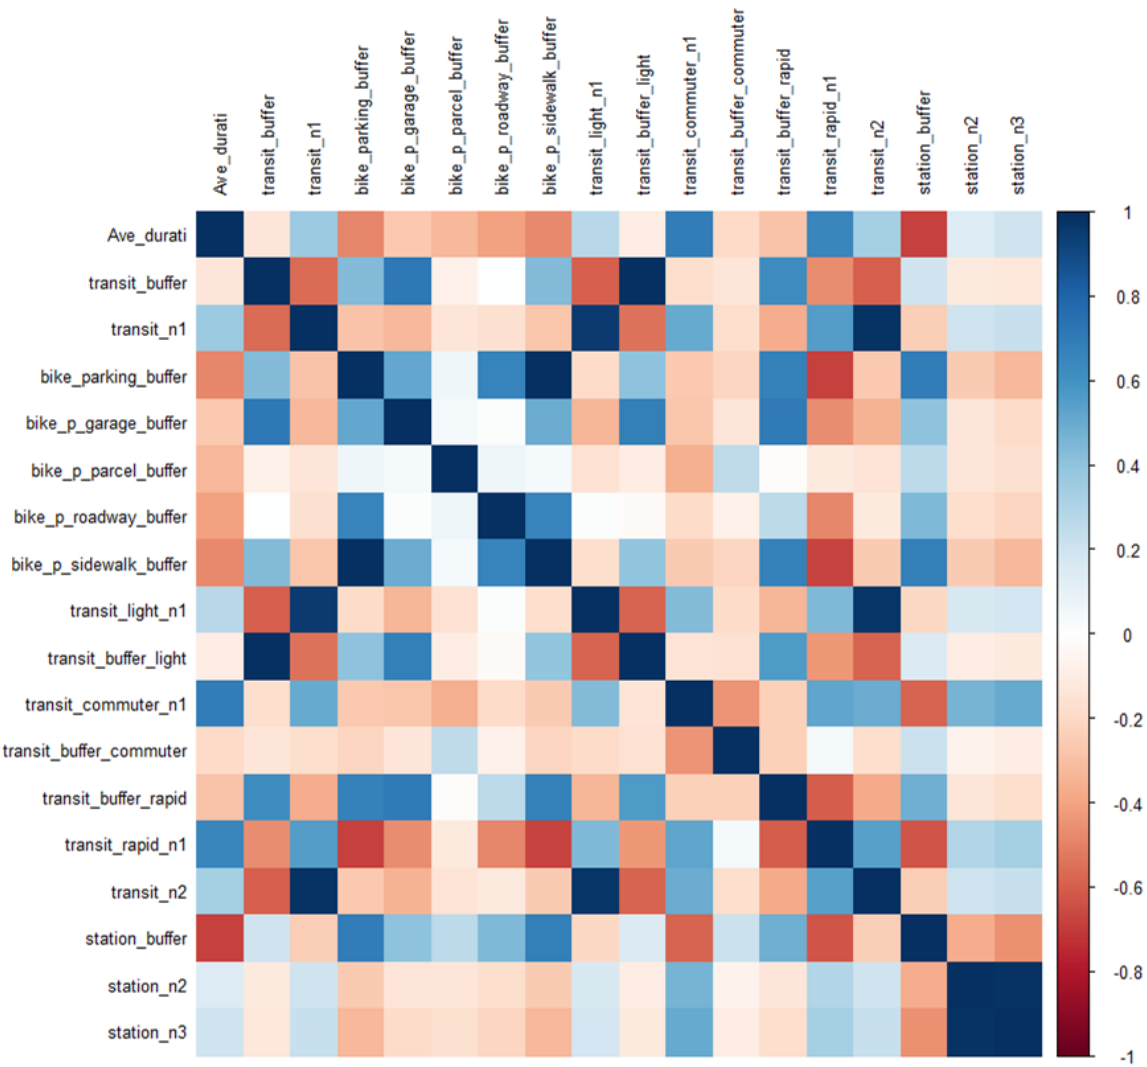 Ave_durati
transit_buffer
transit_n1
bike_parking_buffer
bike_p_garage_buffer
bike_p_parcel_buffer
bike_p_roadway_buffer
bike_p_sidewalk_buffer
transit_light_n1
transit_buffer_light
transit_commuter_n1
transit_buffer_commuter
transit_buffer_rapid
transit_rapid_n1
transit_n2
station_buffer
station_n2
station_n3
Ave_durati
transit_buffer
transit_n1
bike_parking_buffer
bike_p_garage_buffer
bike_p_parcel_buffer
bike_p_roadway_buffer
bike_p_sidewalk_buffer
transit_light_n1
transit_buffer_light
transit_commuter_n1
transit_buffer_commuter
transit_buffer_rapid
transit_rapid_n1
transit_n2
station_buffer
station_n2
station_n3
1
0.8
0.6
0.4
0.2
0
-0.2
-0.4
-0.6
-0.8
-1